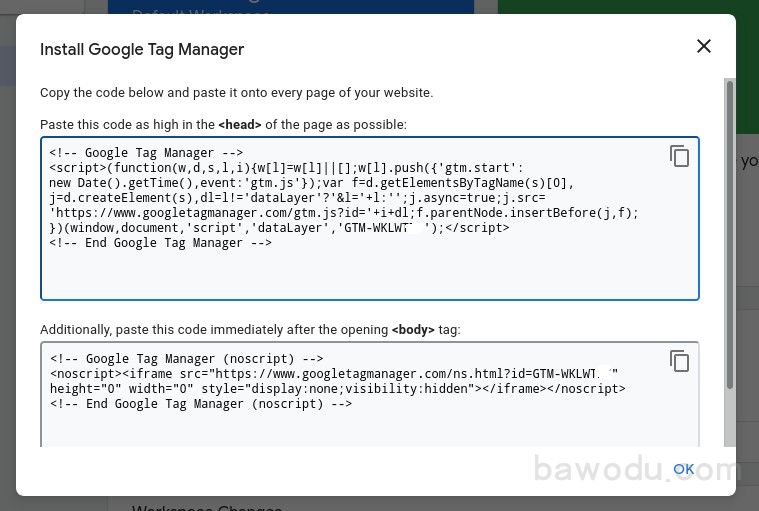 Default Workspace
Install Google Tag Manager
Copy the code below and paste it onto every page of your website.
Paste this code as high in the <head> of the page as possible:
<!-- Google Tag Manager -->
<script>(function(w,d,s,l,i){w[l]=w[l]||[];w[l].push({'gtm.start':
new Date().getTime(),event:'gtm.js'});var f=d.getElementsByTagName(s)[0],
j=d.createElement(s),dl=l!='dataLayer'?'&l='+l:'';j.async=true;j.src=
'https://www.googletagmanager.com/gtm.js?id='+i+dl;f.parentNode.insertBefore(j,f);
})(window,document,'script','dataLayer','GTM-WKLWT ');</script>
<!-- End Google Tag Manager -->
yo
Additionally, paste this code immediately after the opening <body> tag:
<!-- Google Tag Manager (noscript) -->
<noscript><iframe src="https://www.googletagmanager.com/ns.html?id=GTM-WKLWT "
height="0" width="0" style="display:none;visibility:hidden"></iframe></noscript>
<!-- End Google Tag Manager (noscript) -->
OK
bawodu.com
Workspace Changes